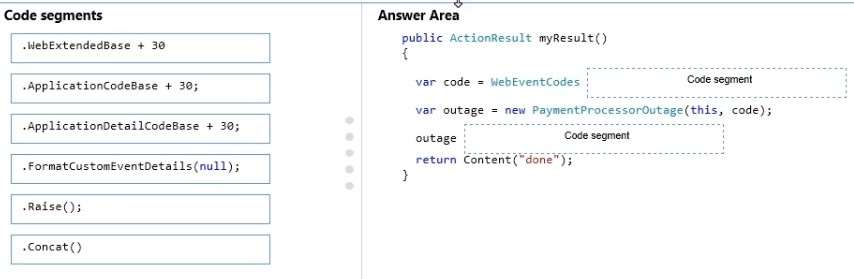 Code segments
.WebExtendedBase + 30
.ApplicationCodeBase + 30;
.ApplicationDetailCodeBase + 30;
.FormatCustomEventDetails(null);
.Raise();
.Concat()
Answer Area
public ActionResult myResult()
{
var code = WebEventCodes Code segment
var outage = new PaymentProcessorOutage(this, code);
outage Code segment
return Content("done");
}